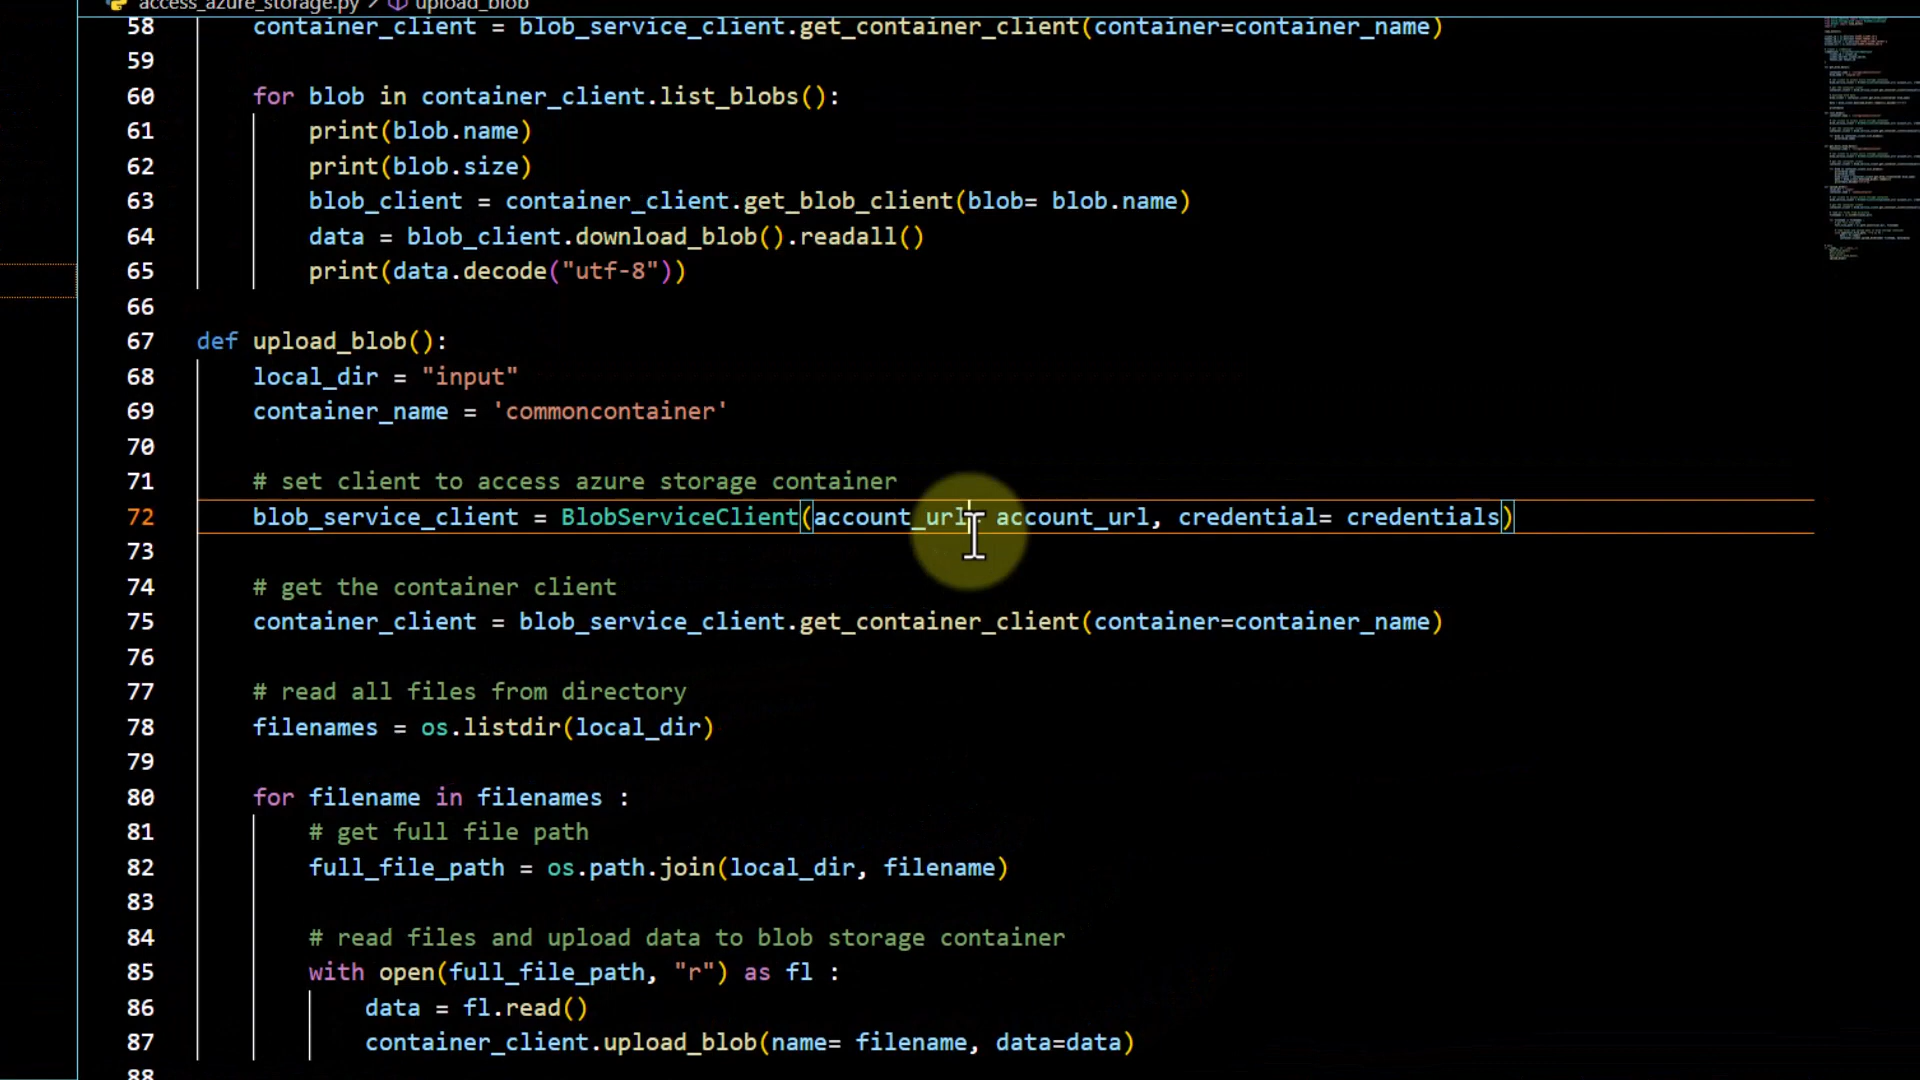 access_azure_storage.py > upload_blob
58 container_client = blob_service_client.get_container_client(container=container_name)
59
60 for blob in container_client.list_blobs():
61 print(blob.name)
62 print(blob.size)
63 blob_client = container_client.get_blob_client(blob= blob.name)
64 data = blob_client.download_blob().readall()
65 print(data.decode("utf-8"))
66
67 def upload_blob():
68 local_dir = "input"
69 container_name = 'commoncontainer'
70
71 # set client to access azure storage container
72 blob_service_client = BlobServiceClient(account_url= account_url, credential= credentials)
73
74 # get the container client
75 container_client = blob_service_client.get_container_client(container=container_name)
76
77 # read all files from directory
78 filenames = os.listdir(local_dir)
79
80 for filename in filenames :
81 # get full file path
82 full_file_path = os.path.join(local_dir, filename)
83
84 # read files and upload data to blob storage container
85 with open(full_file_path, "r") as fl :
86 data = fl.read()
87 container_client.upload_blob(name= filename, data=data)
88